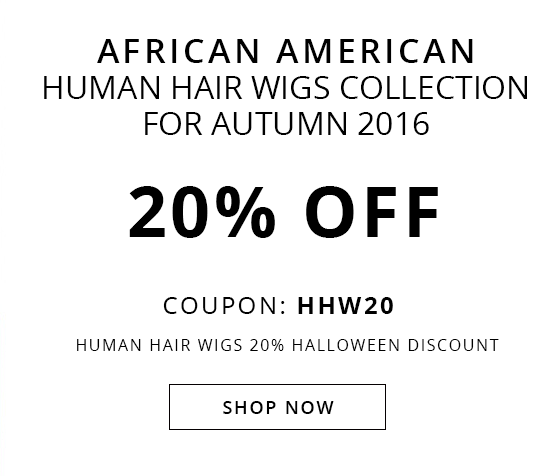 AFRICAN AMERICAN
HUMAN HAIR WIGS COLLECTION
FOR AUTUMN 2016
20% OFF
COUPON: HHW20
HUMAN HAIR WIGS 20% HALLOWEEN DISCOUNT
SHOP NOW